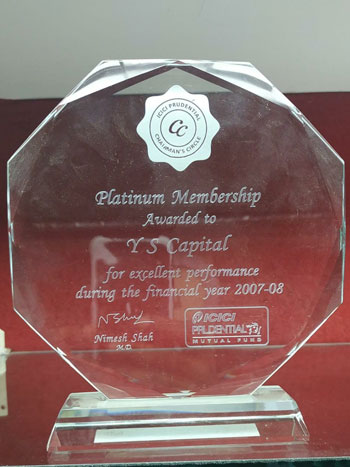 ICICI PRUDENTIAL
CC
CHAIRMAN'S CIRCLE
Platinum Membership
Awarded to
Y S Capital
for excellent performance
during the financial year 2007-08
Nimesh Shah
M.D.
ICICI
PRUDENTIAL
MUTUAL FUND